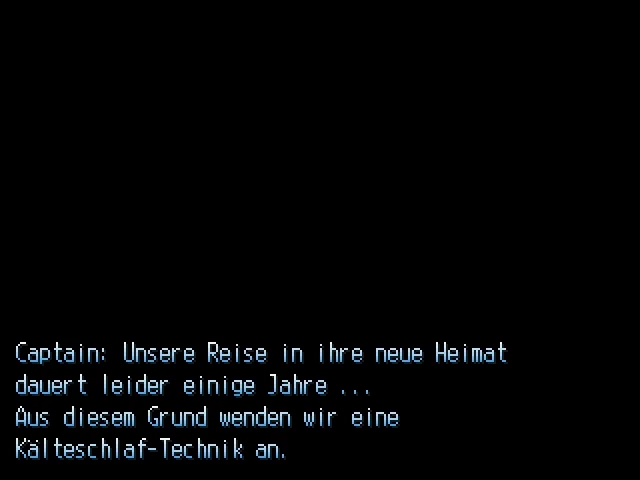 Captain: Unsere Reise in ihre neue Heimat
dauert leider einige Jahre ...
Aus diesem Grund wenden wir eine
Kälteschlaf-Technik an.